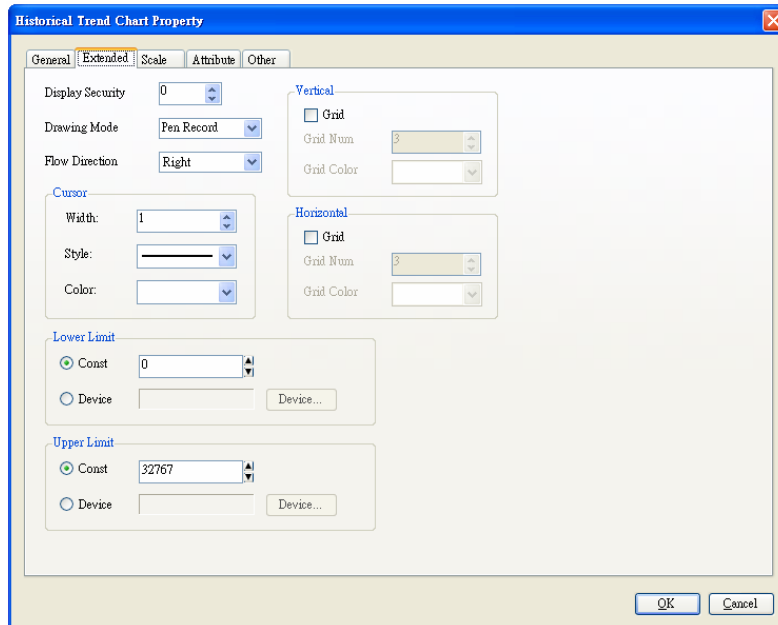 Historical Trend Chart Property
General Extended Scale Attribute Other
Display Security 0
Drawing Mode Pen Record
Flow Direction Right
Cursor
Width: 1
Style:
Color:
Vertical
Grid
Grid Num 3
Grid Color
Horizontal
Grid
Grid Num 3
Grid Color
Lower Limit
Const 0
Device Device...
Upper Limit
Const 32767
Device Device...
OK Cancel